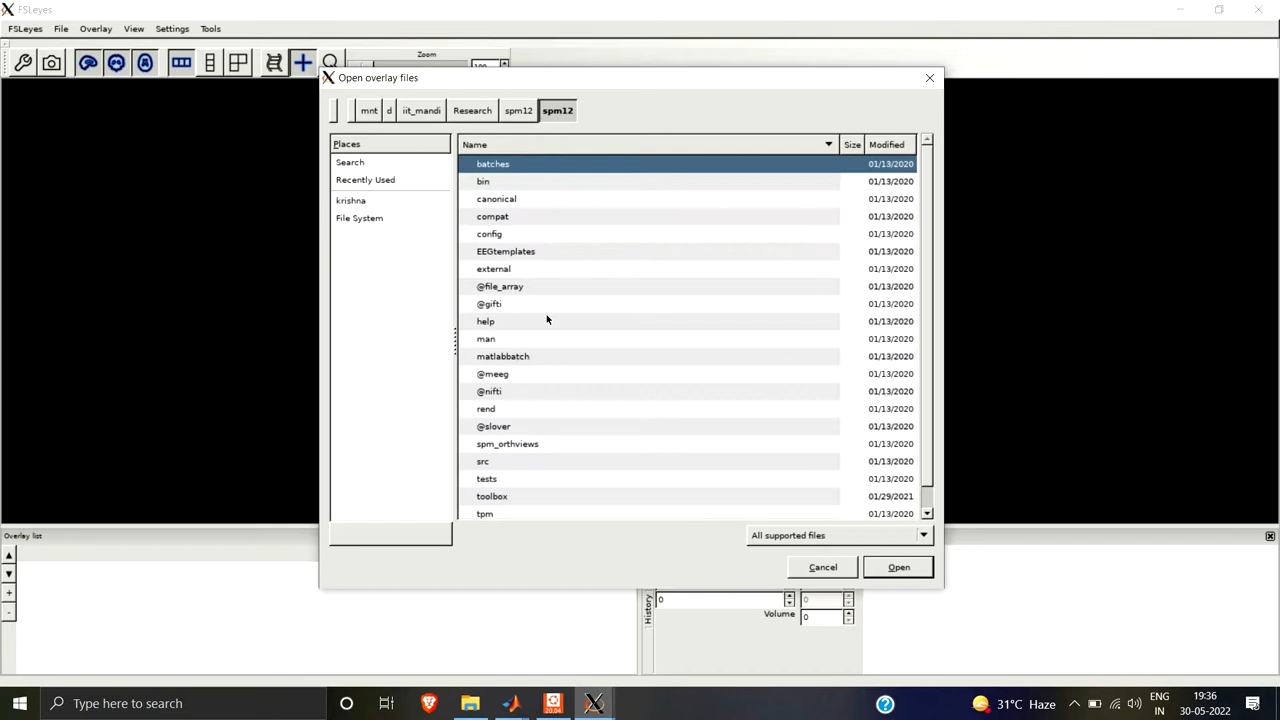 FSLeyes
FSLeyes File Overlay View Settings Tools
Zoom
Open overlay files
mnt d iit_mandi Research spm12 spm12
Places
Search
Recently Used
krishna
File System
Name Size Modified
batches 01/13/2020
bin 01/13/2020
canonical 01/13/2020
compat 01/13/2020
config 01/13/2020
EEGtemplates 01/13/2020
external 01/13/2020
@file_array 01/13/2020
@gifti 01/13/2020
help 01/13/2020
man 01/13/2020
matlabbatch 01/13/2020
@meeg 01/13/2020
@nifti 01/13/2020
rend 01/13/2020
@slover 01/13/2020
spm_orthviews 01/13/2020
src 01/13/2020
tests 01/13/2020
toolbox 01/29/2021
tpm 01/13/2020
All supported files
Cancel Open
Overlay list
+
-
History
0 0
Volume 0
Type here to search
20.04
31°C Haze
ENG
IN
19:36
30-05-2022